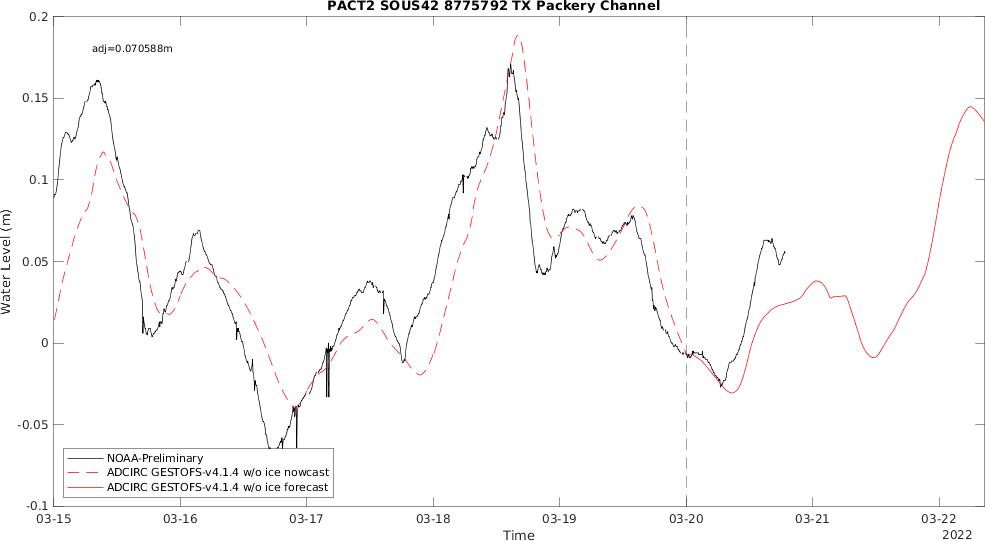 PACT2 SOUS42 8775792 TX Packery Channel
adj=0.070588m
0.2
0.15
0.1
0.05
0
-0.05
-0.1
Water Level (m)
NOAA-Preliminary
ADCIRC GESTOFS-v4.1.4 w/o ice nowcast
ADCIRC GESTOFS-v4.1.4 w/o ice forecast
03-15 03-16 03-17 03-18 03-19 03-20 03-21 03-22
Time
2022